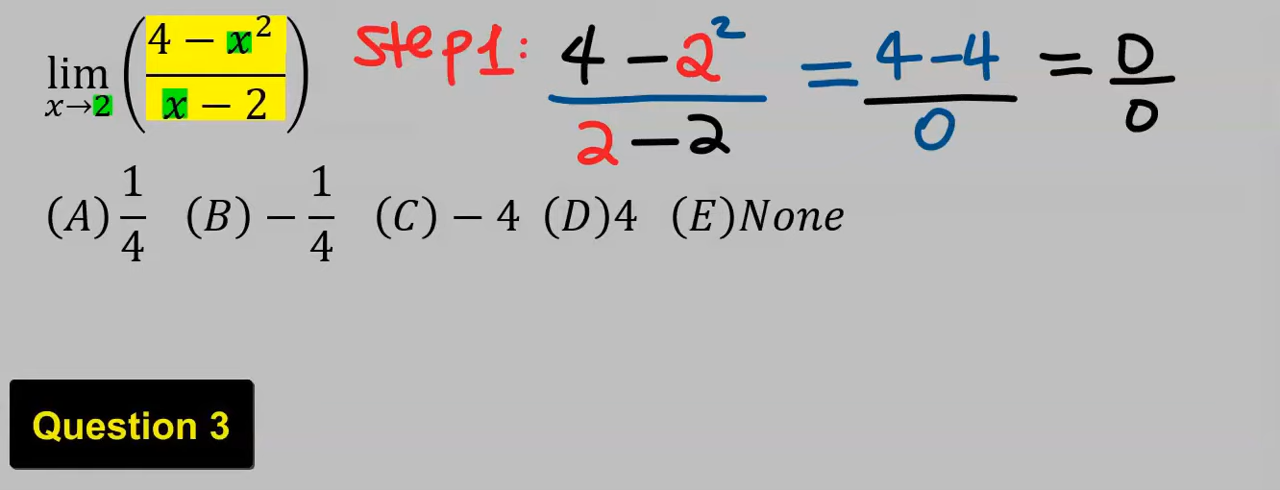 lim x→2 ((4 − x²)/(x − 2)) Step1: (4 − 2²)/(2 − 2) = (4 − 4)/0 = 0/0
(A) 1/4 (B) − 1/4 (C) − 4 (D)4 (E)None
Question 3